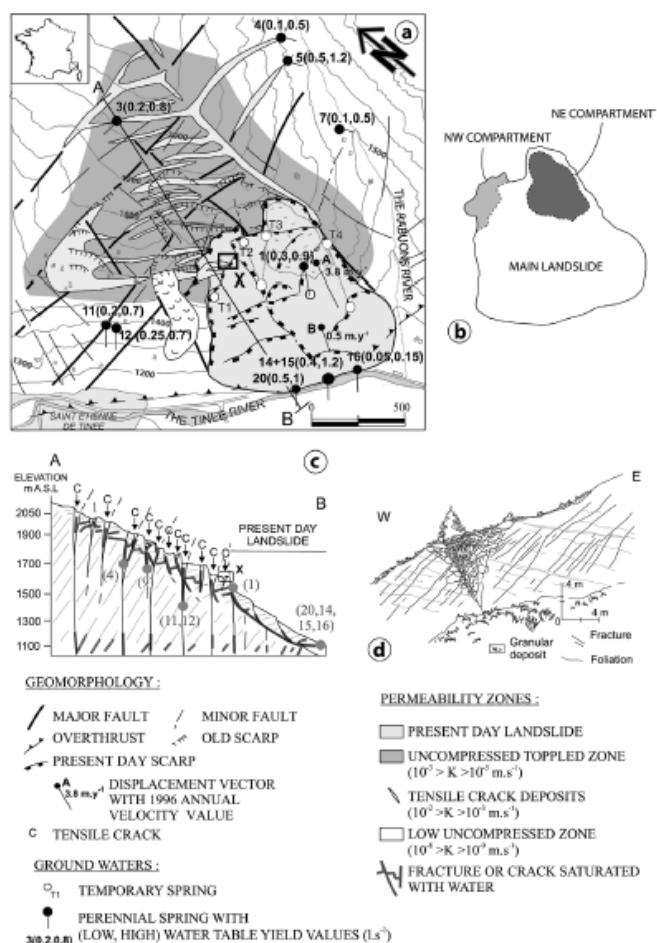 4(0.1,0.5)
a
5(0.5,1.2)
N
A
3(0.2,0.8)
7(0.1,0.5)
1500
THE RABUONS RIVER
T3
T4
T2
1(0.3,0.9)
A
3.8 m.y⁻¹
X
T1
B
0.5 m.y⁻¹
11(0.2,0.7)
12 (0.25,0.7)
1400
1300
1200
14+15(0.4,1.2)
16(0.05,0.15)
20(0.5,1)
SAINT ETIENNE
DE TINEE
THE TINEE RIVER
B
0
500
NE COMPARTMENT
NW COMPARTMENT
MAIN LANDSLIDE
b
A
c
ELEVATION
m A.S.L
B
C C C C C C C C C
PRESENT DAY
LANDSLIDE
2050
1900
1700
1500
1300
1100
X
(4)
(9)
(1)
(11,12)
(20,14,
15,16)
E
W
4 m
0
4 m
d
Granular
deposit
Fracture
Foliation
GEOMORPHOLOGY :
MAJOR FAULT
MINOR FAULT
OVERTHRUST
OLD SCARP
PRESENT DAY SCARP
A
3.8 m.y⁻¹
DISPLACEMENT VECTOR
WITH 1996 ANNUAL
VELOCITY VALUE
C TENSILE CRACK
GROUND WATERS :
T1 TEMPORARY SPRING
PERENNIAL SPRING WITH
3(0.2,0.8) (LOW, HIGH) WATER TABLE YIELD VALUES (l.s⁻¹)
PERMEABILITY ZONES :
PRESENT DAY LANDSLIDE
UNCOMPRESSED TOPPLED ZONE
TENSILE CRACK DEPOSITS
LOW UNCOMPRESSED ZONE
FRACTURE OR CRACK SATURATED
WITH WATER